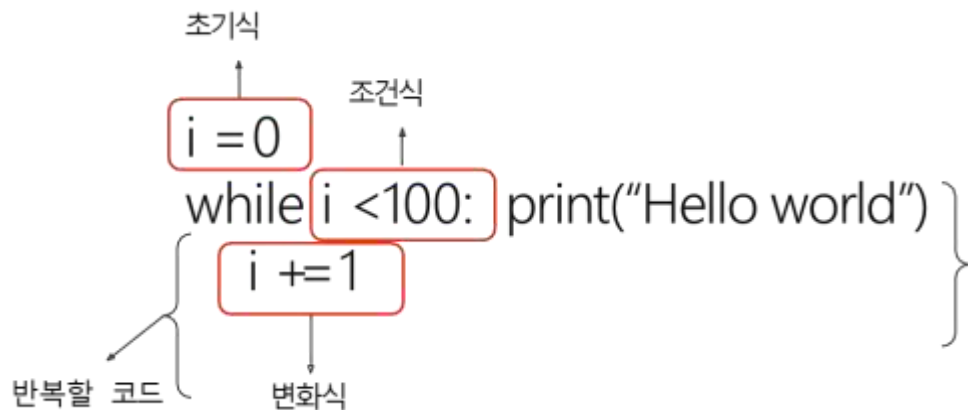 초기식
조건식
i =0
while i <100: print(“Hello world”)
i +=1
반복할 코드
변화식